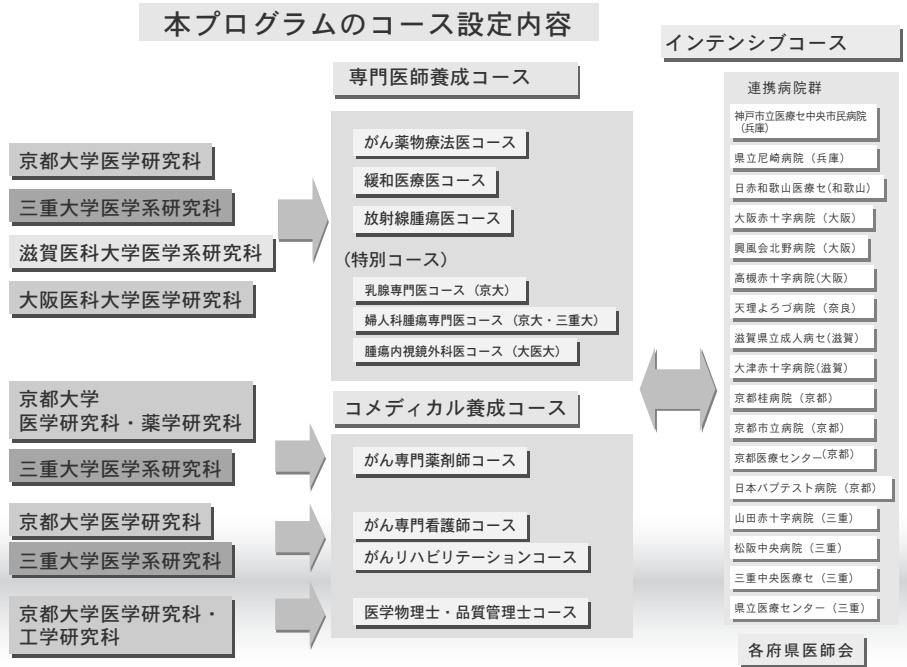 本プログラムのコース設定内容
京都大学医学研究科
三重大学医学系研究科
滋賀医科大学医学系研究科
大阪医科大学医学研究科
専門医師養成コース
がん薬物療法医コース
緩和医療医コース
放射線腫瘍医コース
（特別コース）
乳腺専門医コース（京大）
婦人科腫瘍専門医コース（京大・三重大）
腫瘍内視鏡外科医コース（大医大）
京都大学
医学研究科・薬学研究科
三重大学医学系研究科
京都大学医学研究科
三重大学医学系研究科
京都大学医学研究科・
工学研究科
コメディカル養成コース
がん専門薬剤師コース
がん専門看護師コース
がんリハビリテーションコース
医学物理士・品質管理士コース
インテンシブコース
連携病院群
神戸市立医療セ中央市民病院
（兵庫）
県立尼崎病院（兵庫）
日赤和歌山医療セ(和歌山）
大阪赤十字病院（大阪）
興風会北野病院（大阪）
高槻赤十字病院(大阪）
天理よろづ病院（奈良）
滋賀県立成人病セ(滋賀）
大津赤十字病院(滋賀）
京都桂病院（京都）
京都市立病院（京都）
京都医療センター(京都）
日本バプテスト病院（京都）
山田赤十字病院（三重）
松阪中央病院（三重）
三重中央医療セ（三重）
県立医療センター（三重）
各府県医師会